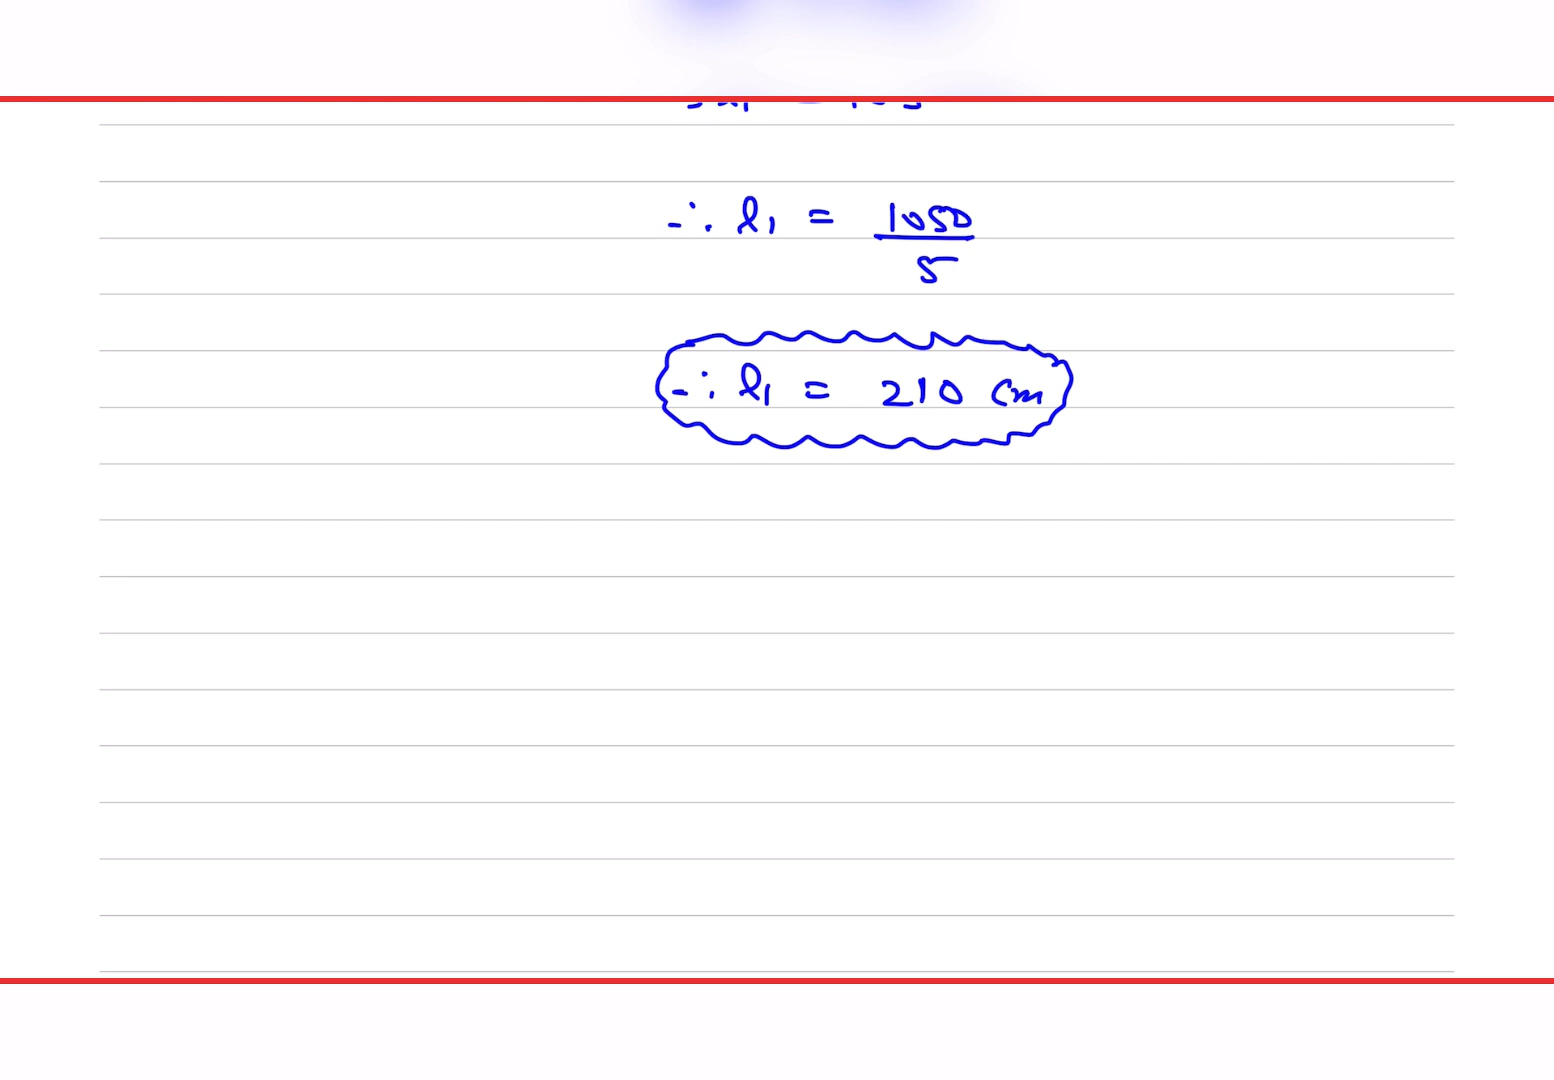 ∴ l₁ = 1050/5
∴ l₁ = 210 cm